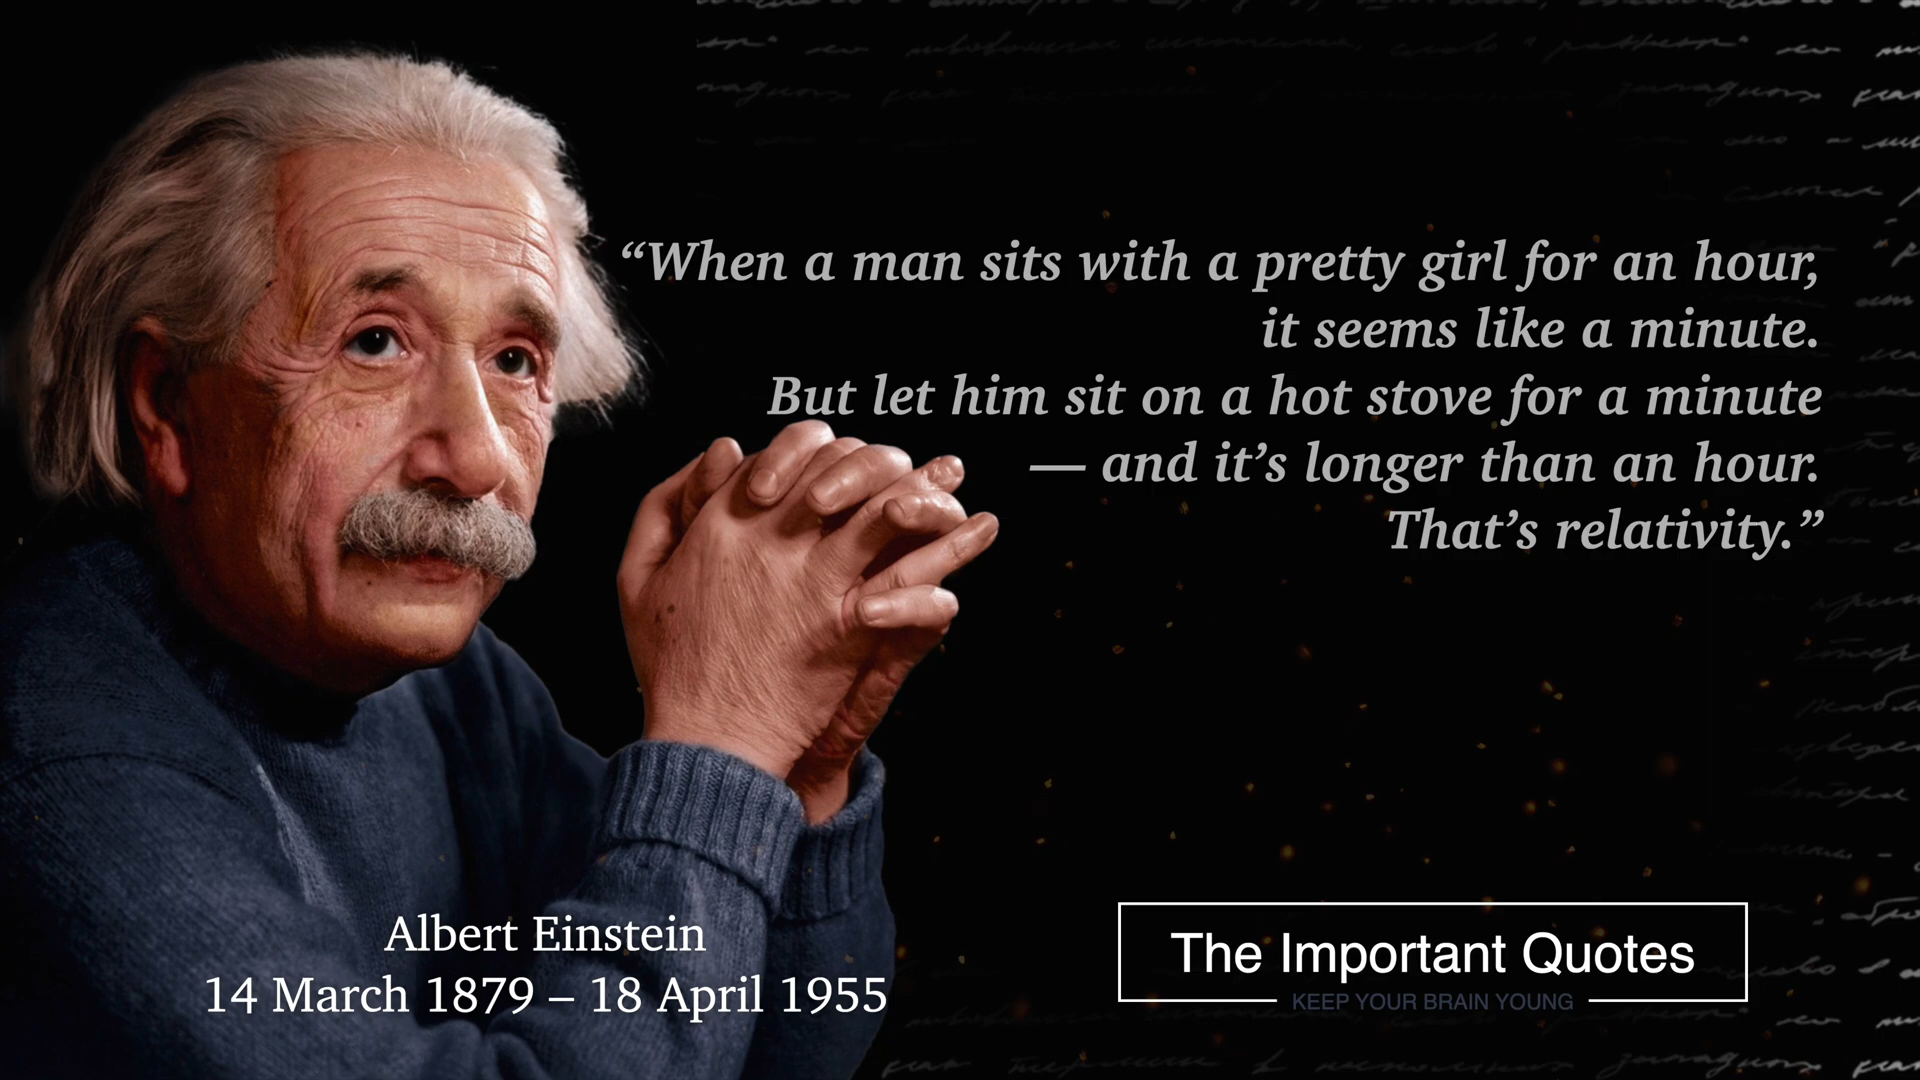 “When a man sits with a pretty girl for an hour,
it seems like a minute.
But let him sit on a hot stove for a minute
— and it’s longer than an hour.
That’s relativity.”
Albert Einstein
14 March 1879 – 18 April 1955
The Important Quotes
KEEP YOUR BRAIN YOUNG